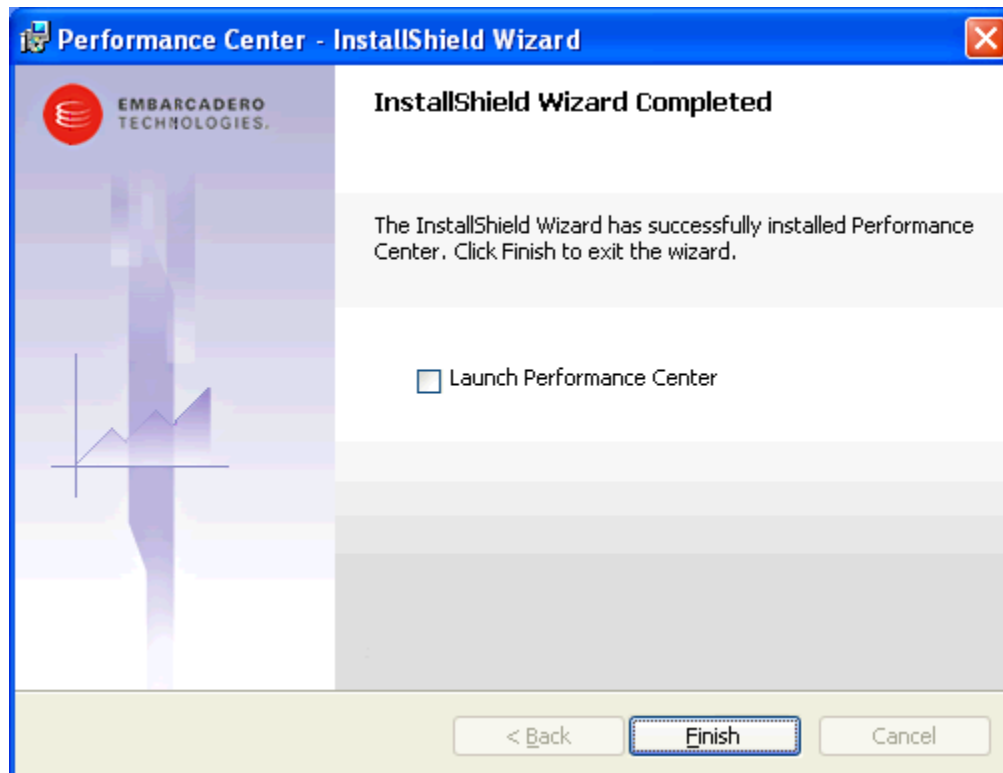 Performance Center - InstallShield Wizard
EMBARCADERO
TECHNOLOGIES.
InstallShield Wizard Completed
The InstallShield Wizard has successfully installed Performance
Center. Click Finish to exit the wizard.
Launch Performance Center
< Back
Finish
Cancel